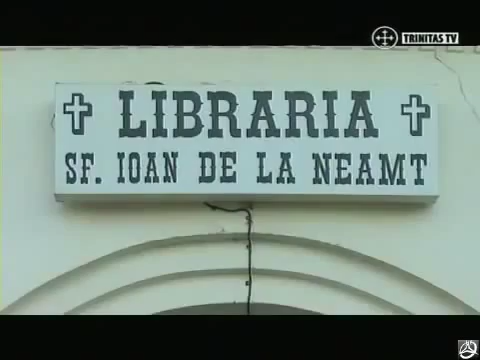 TRINITAS TV
LIBRARIA
SF. IOAN DE LA NEAMT